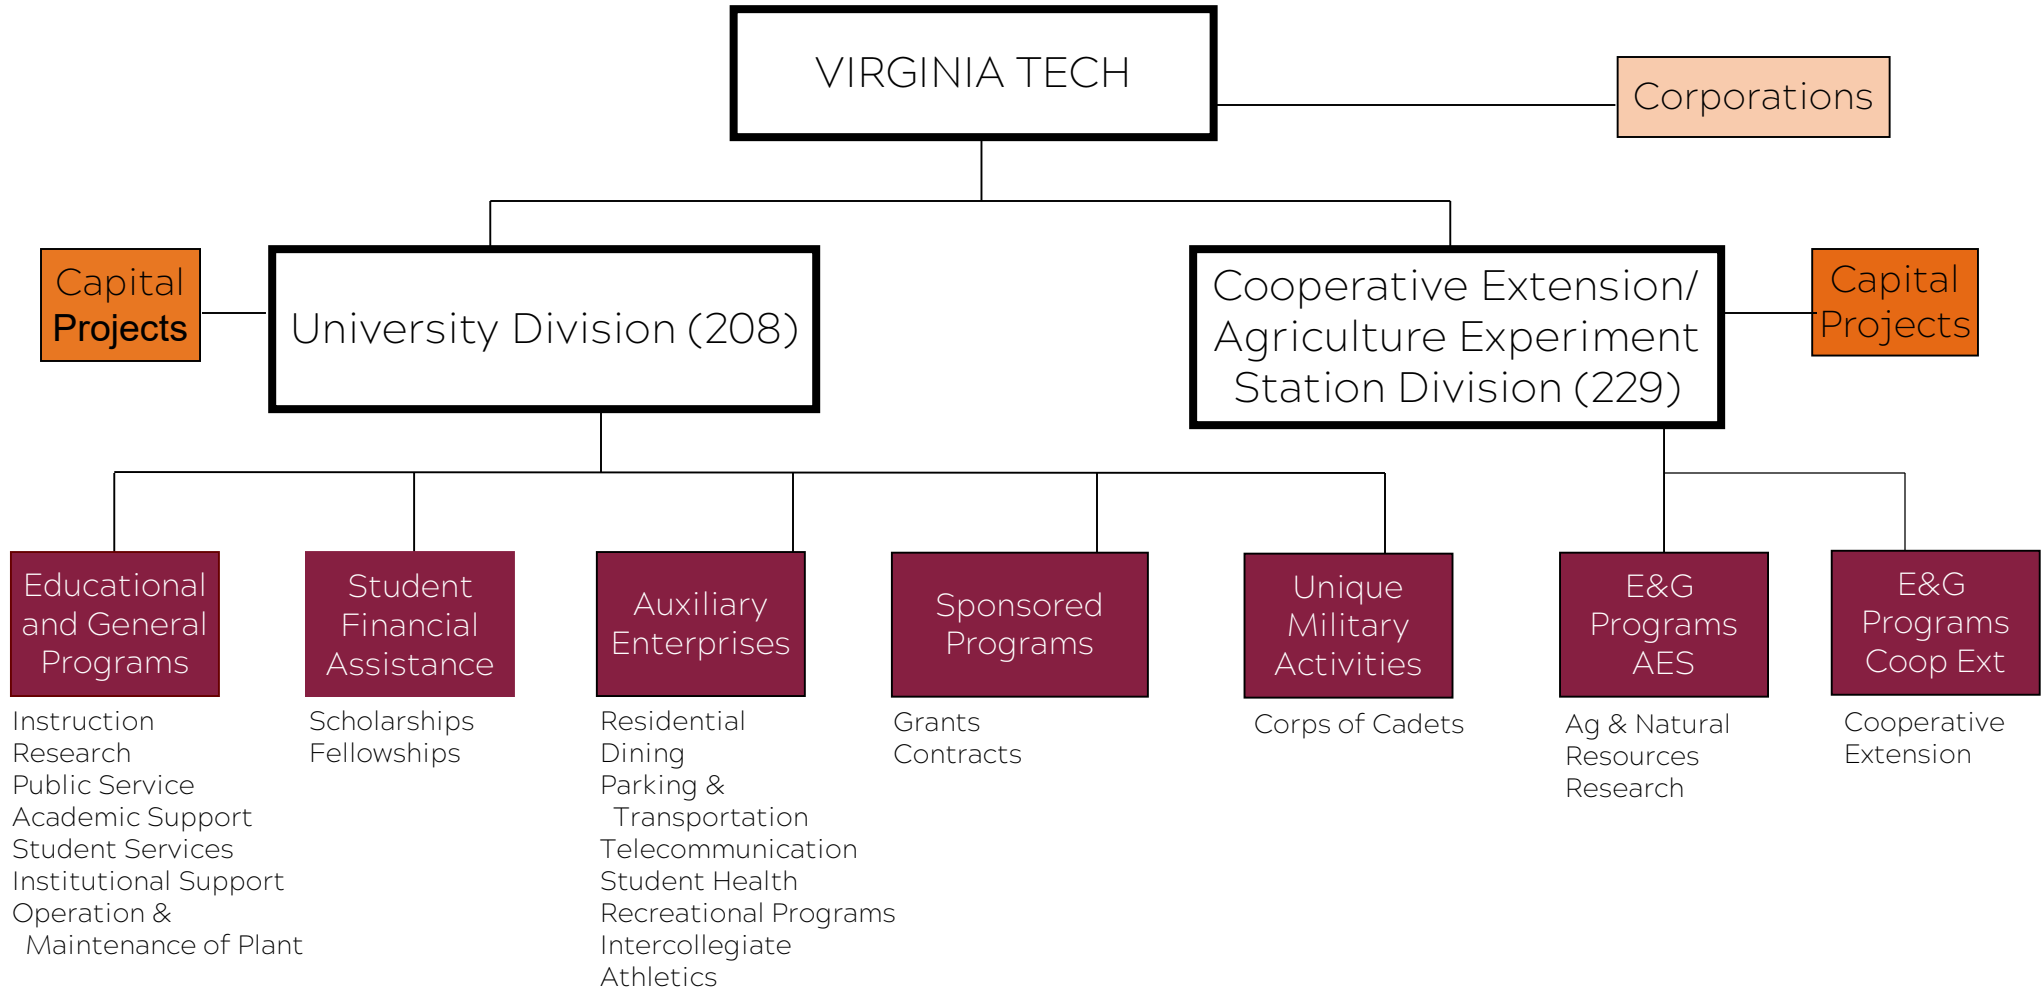 VIRGINIA TECH
Corporations
Capital
Projects
University Division (208)
Cooperative Extension/
Agriculture Experiment
Station Division (229)
Capital
Projects
Educational
and General
Programs
Student
Financial
Assistance
Auxiliary
Enterprises
Sponsored
Programs
Unique
Military
Activities
E&G
Programs
AES
E&G
Programs
Coop Ext
Instruction
Research
Public Service
Academic Support
Student Services
Institutional Support
Operation &
Maintenance of Plant
Scholarships
Fellowships
Residential
Dining
Parking &
Transportation
Telecommunication
Student Health
Recreational Programs
Intercollegiate
Athletics
Grants
Contracts
Corps of Cadets
Ag & Natural
Resources
Research
Cooperative
Extension